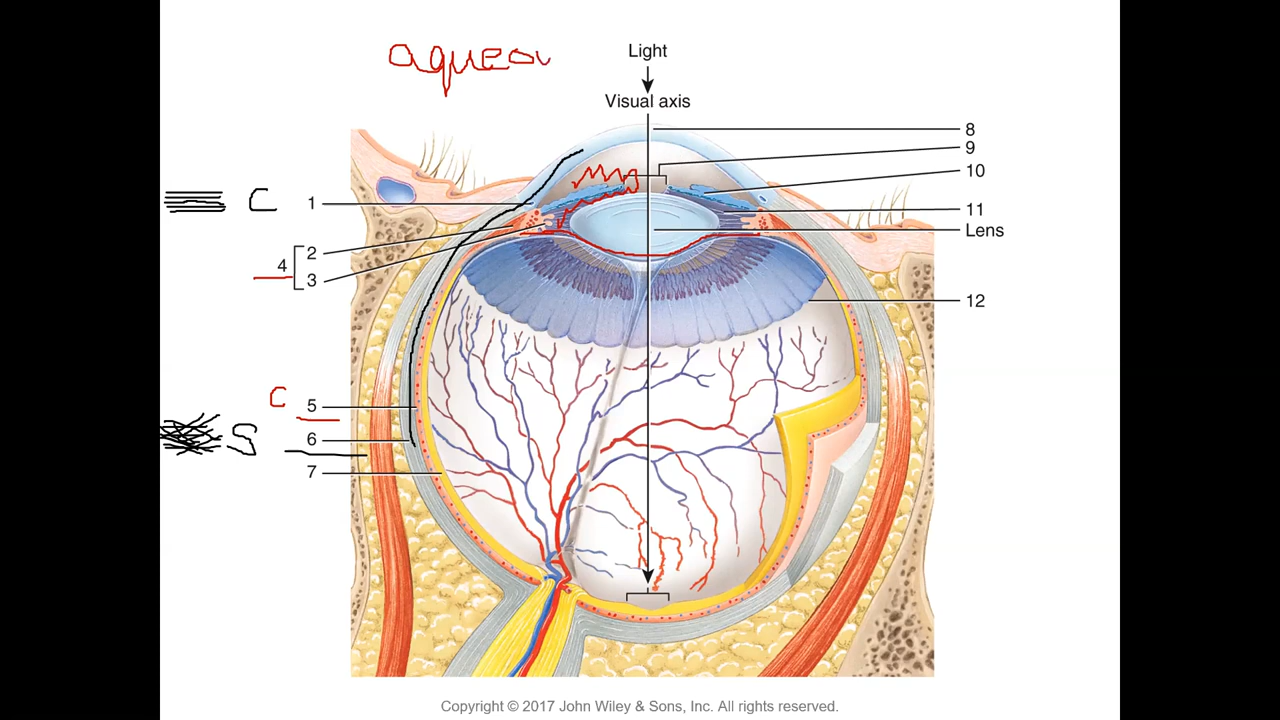 aqueou
Light
Visual axis
8
9
10
C
1
11
Lens
2
4
3
12
C
5
S
6
7
Copyright © 2017 John Wiley & Sons, Inc. All rights reserved.